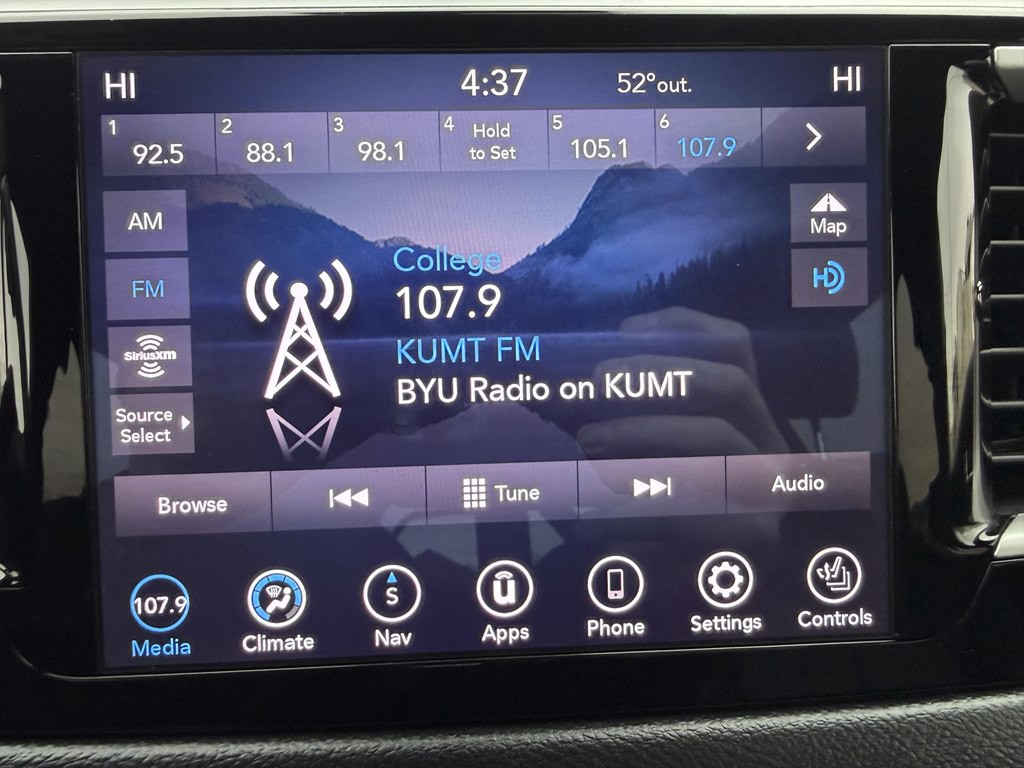 HI 4:37 52° out. HI
1 92.5 2 88.1 3 98.1 4 Hold to Set 5 105.1 6 107.9
AM
Map
FM
HD
College
107.9
KUMT FM
BYU Radio on KUMT
SiriusXM
Source
Select
Browse Tune Audio
107.9 S u
Media Climate Nav Apps Phone Settings Controls